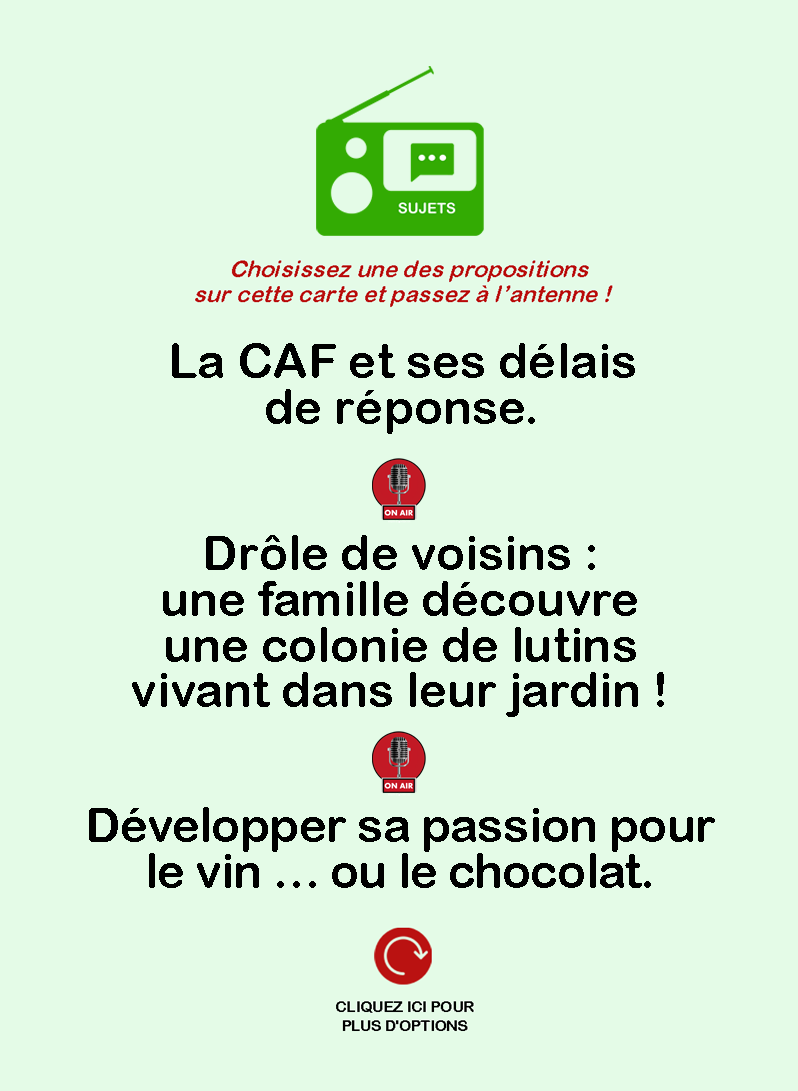 SUJETS
Choisissez une des propositions
sur cette carte et passez à l’antenne !
La CAF et ses délais
de réponse.
ON AIR
Drôle de voisins :
une famille découvre
une colonie de lutins
vivant dans leur jardin !
ON AIR
Développer sa passion pour
le vin ... ou le chocolat.
CLIQUEZ ICI POUR
PLUS D'OPTIONS